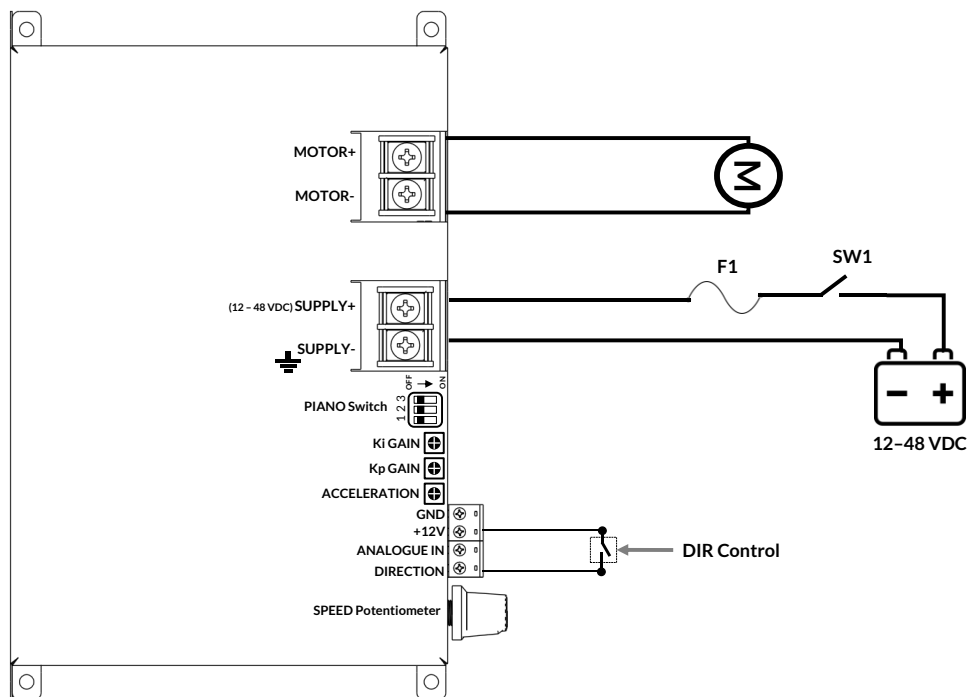 MOTOR+
M
MOTOR-
F1
SW1
(12 – 48 VDC) SUPPLY+
SUPPLY-
– +
12–48 VDC
OFF → ON
PIANO Switch
1 2 3
Ki GAIN
Kp GAIN
ACCELERATION
GND
+12V
ANALOGUE IN
DIR Control
DIRECTION
SPEED Potentiometer